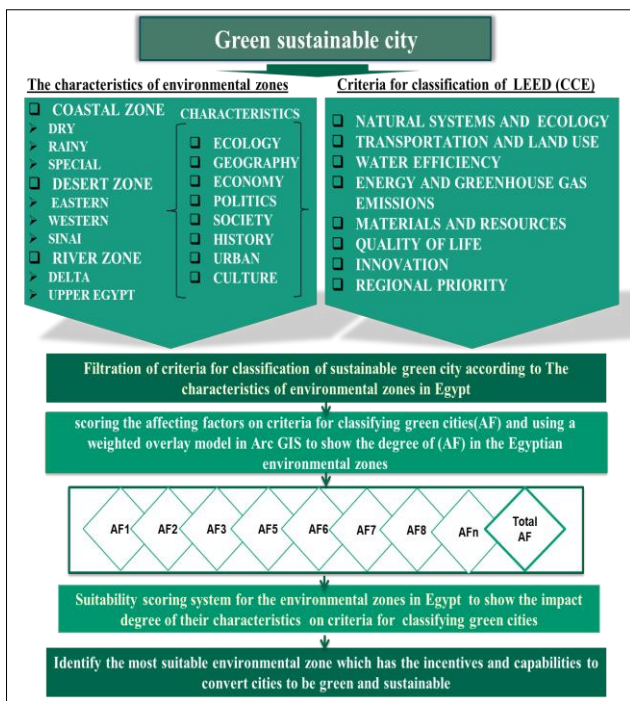 Green sustainable city
The characteristics of environmental zones
COASTAL ZONE
DRY
RAINY
SPECIAL
DESERT ZONE
EASTERN
WESTERN
SINAI
RIVER ZONE
DELTA
UPPER EGYPT
CHARACTERISTICS
ECOLOGY
GEOGRAPHY
ECONOMY
POLITICS
SOCIETY
HISTORY
URBAN
CULTURE
Criteria for classification of LEED (CCE)
NATURAL SYSTEMS AND ECOLOGY
TRANSPORTATION AND LAND USE
WATER EFFICIENCY
ENERGY AND GREENHOUSE GAS
EMISSIONS
MATERIALS AND RESOURCES
QUALITY OF LIFE
INNOVATION
REGIONAL PRIORITY
Filtration of criteria for classification of sustainable green city according to The
characteristics of environmental zones in Egypt
scoring the affecting factors on criteria for classifying green cities(AF) and using a
weighted overlay model in Arc GIS to show the degree of (AF) in the Egyptian
environmental zones
AF1 AF2 AF3 AF5 AF6 AF7 AF8 AFn Total
AF
Suitability scoring system for the environmental zones in Egypt to show the impact
degree of their characteristics on criteria for classifying green cities
Identify the most suitable environmental zone which has the incentives and capabilities to
convert cities to be green and sustainable